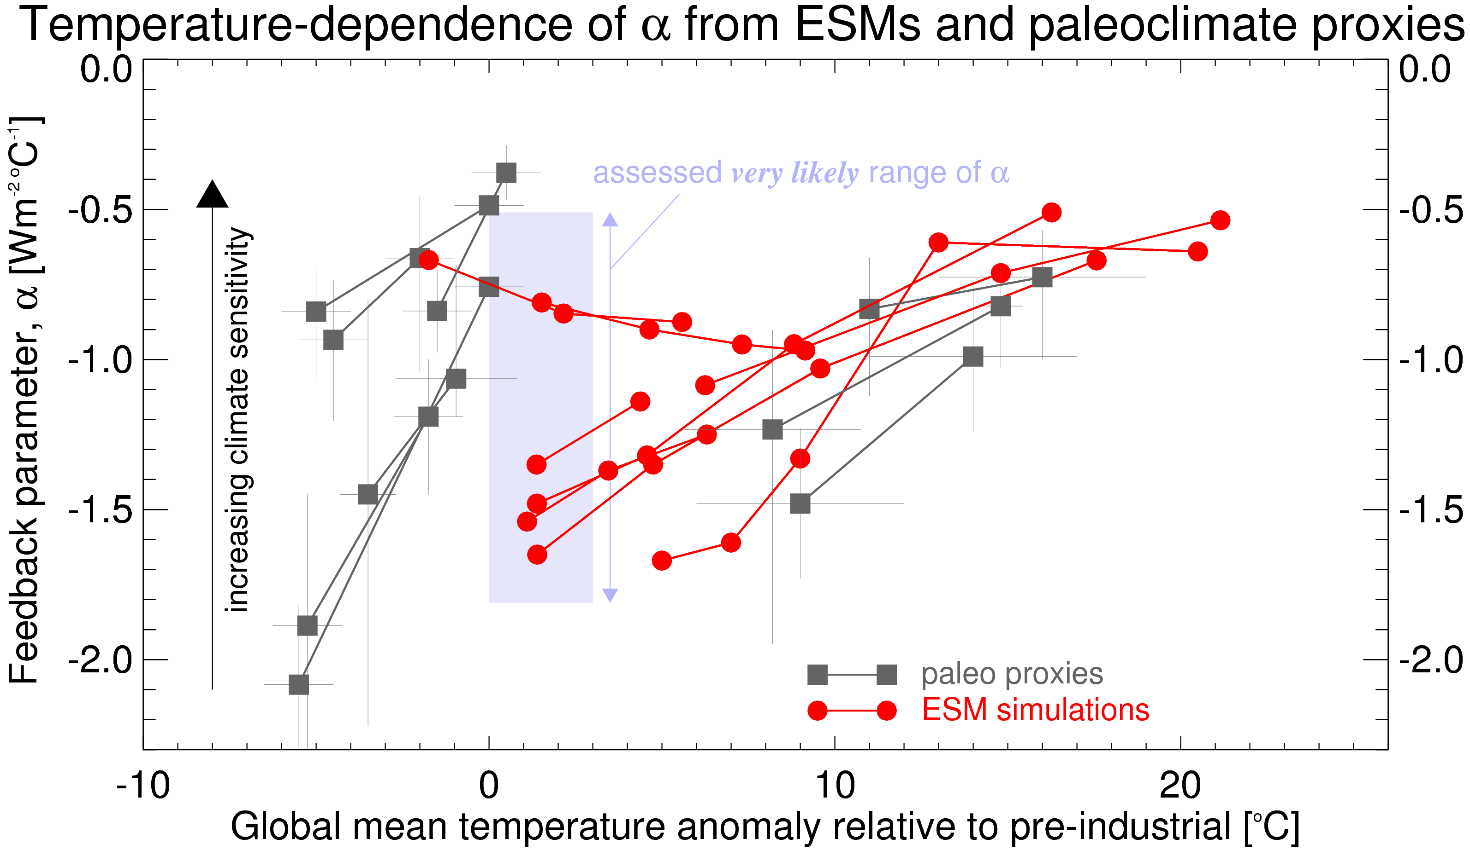 Temperature-dependence of α from ESMs and paleoclimate proxies
0.0
0.0
assessed very likely range of α
-0.5
-0.5
-1.0
-1.0
-1.5
-1.5
-2.0
-2.0
Feedback parameter, α [Wm⁻²°C⁻¹]
increasing climate sensitivity
paleo proxies
ESM simulations
-10
0
10
20
Global mean temperature anomaly relative to pre-industrial [°C]